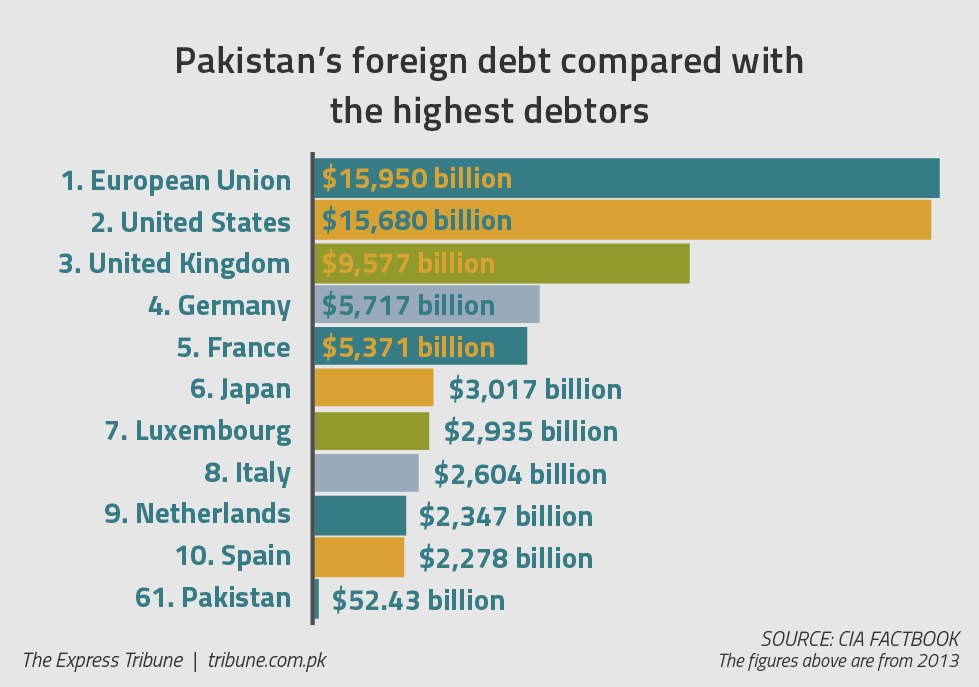 Pakistan’s foreign debt compared with
the highest debtors
1. European Union $15,950 billion
2. United States $15,680 billion
3. United Kingdom $9,577 billion
4. Germany $5,717 billion
5. France $5,371 billion
6. Japan $3,017 billion
7. Luxembourg $2,935 billion
8. Italy $2,604 billion
9. Netherlands $2,347 billion
10. Spain $2,278 billion
61. Pakistan $52.43 billion
SOURCE: CIA FACTBOOK
The Express Tribune | tribune.com.pk
The figures above are from 2013